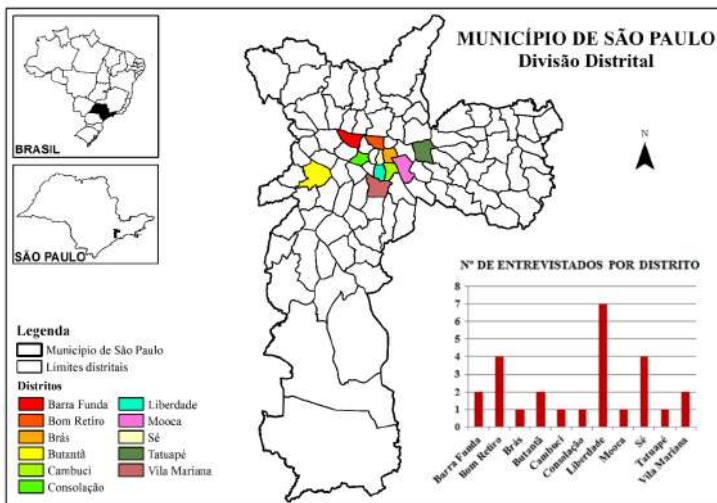 MUNICÍPIO DE SÃO PAULO
Divisão Distrital
BRASIL
N
SÃO PAULO
Nº DE ENTREVISTADOS POR DISTRITO
8
7
6
5
4
3
2
1
0
Barra Funda
Bom Retiro
Brás
Butantã
Cambuci
Consolação
Liberdade
Mooca
Sé
Tatuapé
Vila Mariana
Legenda
Município de São Paulo
Limites distritais
Distritos
Barra Funda
Bom Retiro
Brás
Butantã
Cambuci
Consolação
Liberdade
Mooca
Sé
Tatuapé
Vila Mariana